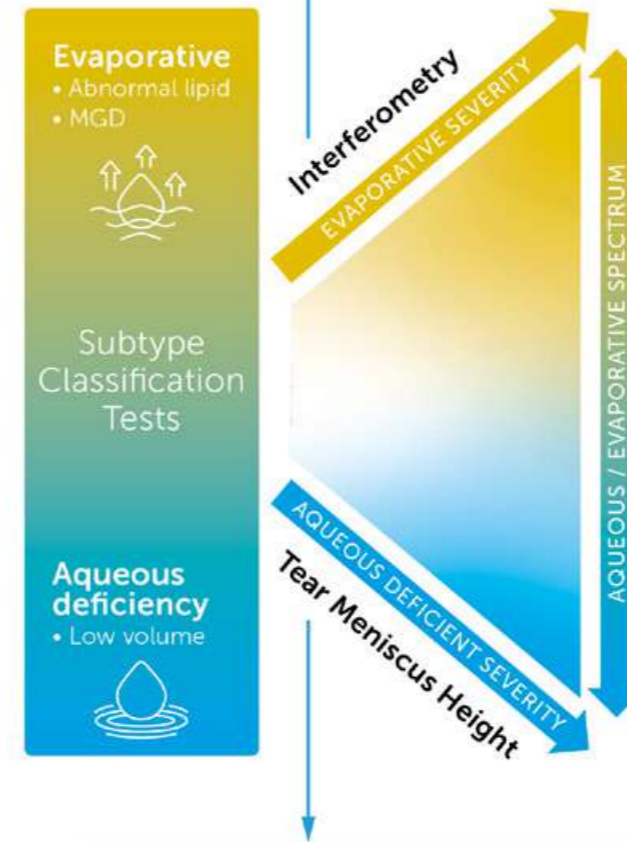 Evaporative
• Abnormal lipid
• MGD
Subtype
Classification
Tests
Aqueous
deficiency
• Low volume
Interferometry
EVAPORATIVE SEVERITY
AQUEOUS DEFICIENT SEVERITY
Tear Meniscus Height
AQUEOUS / EVAPORATIVE SPECTRUM